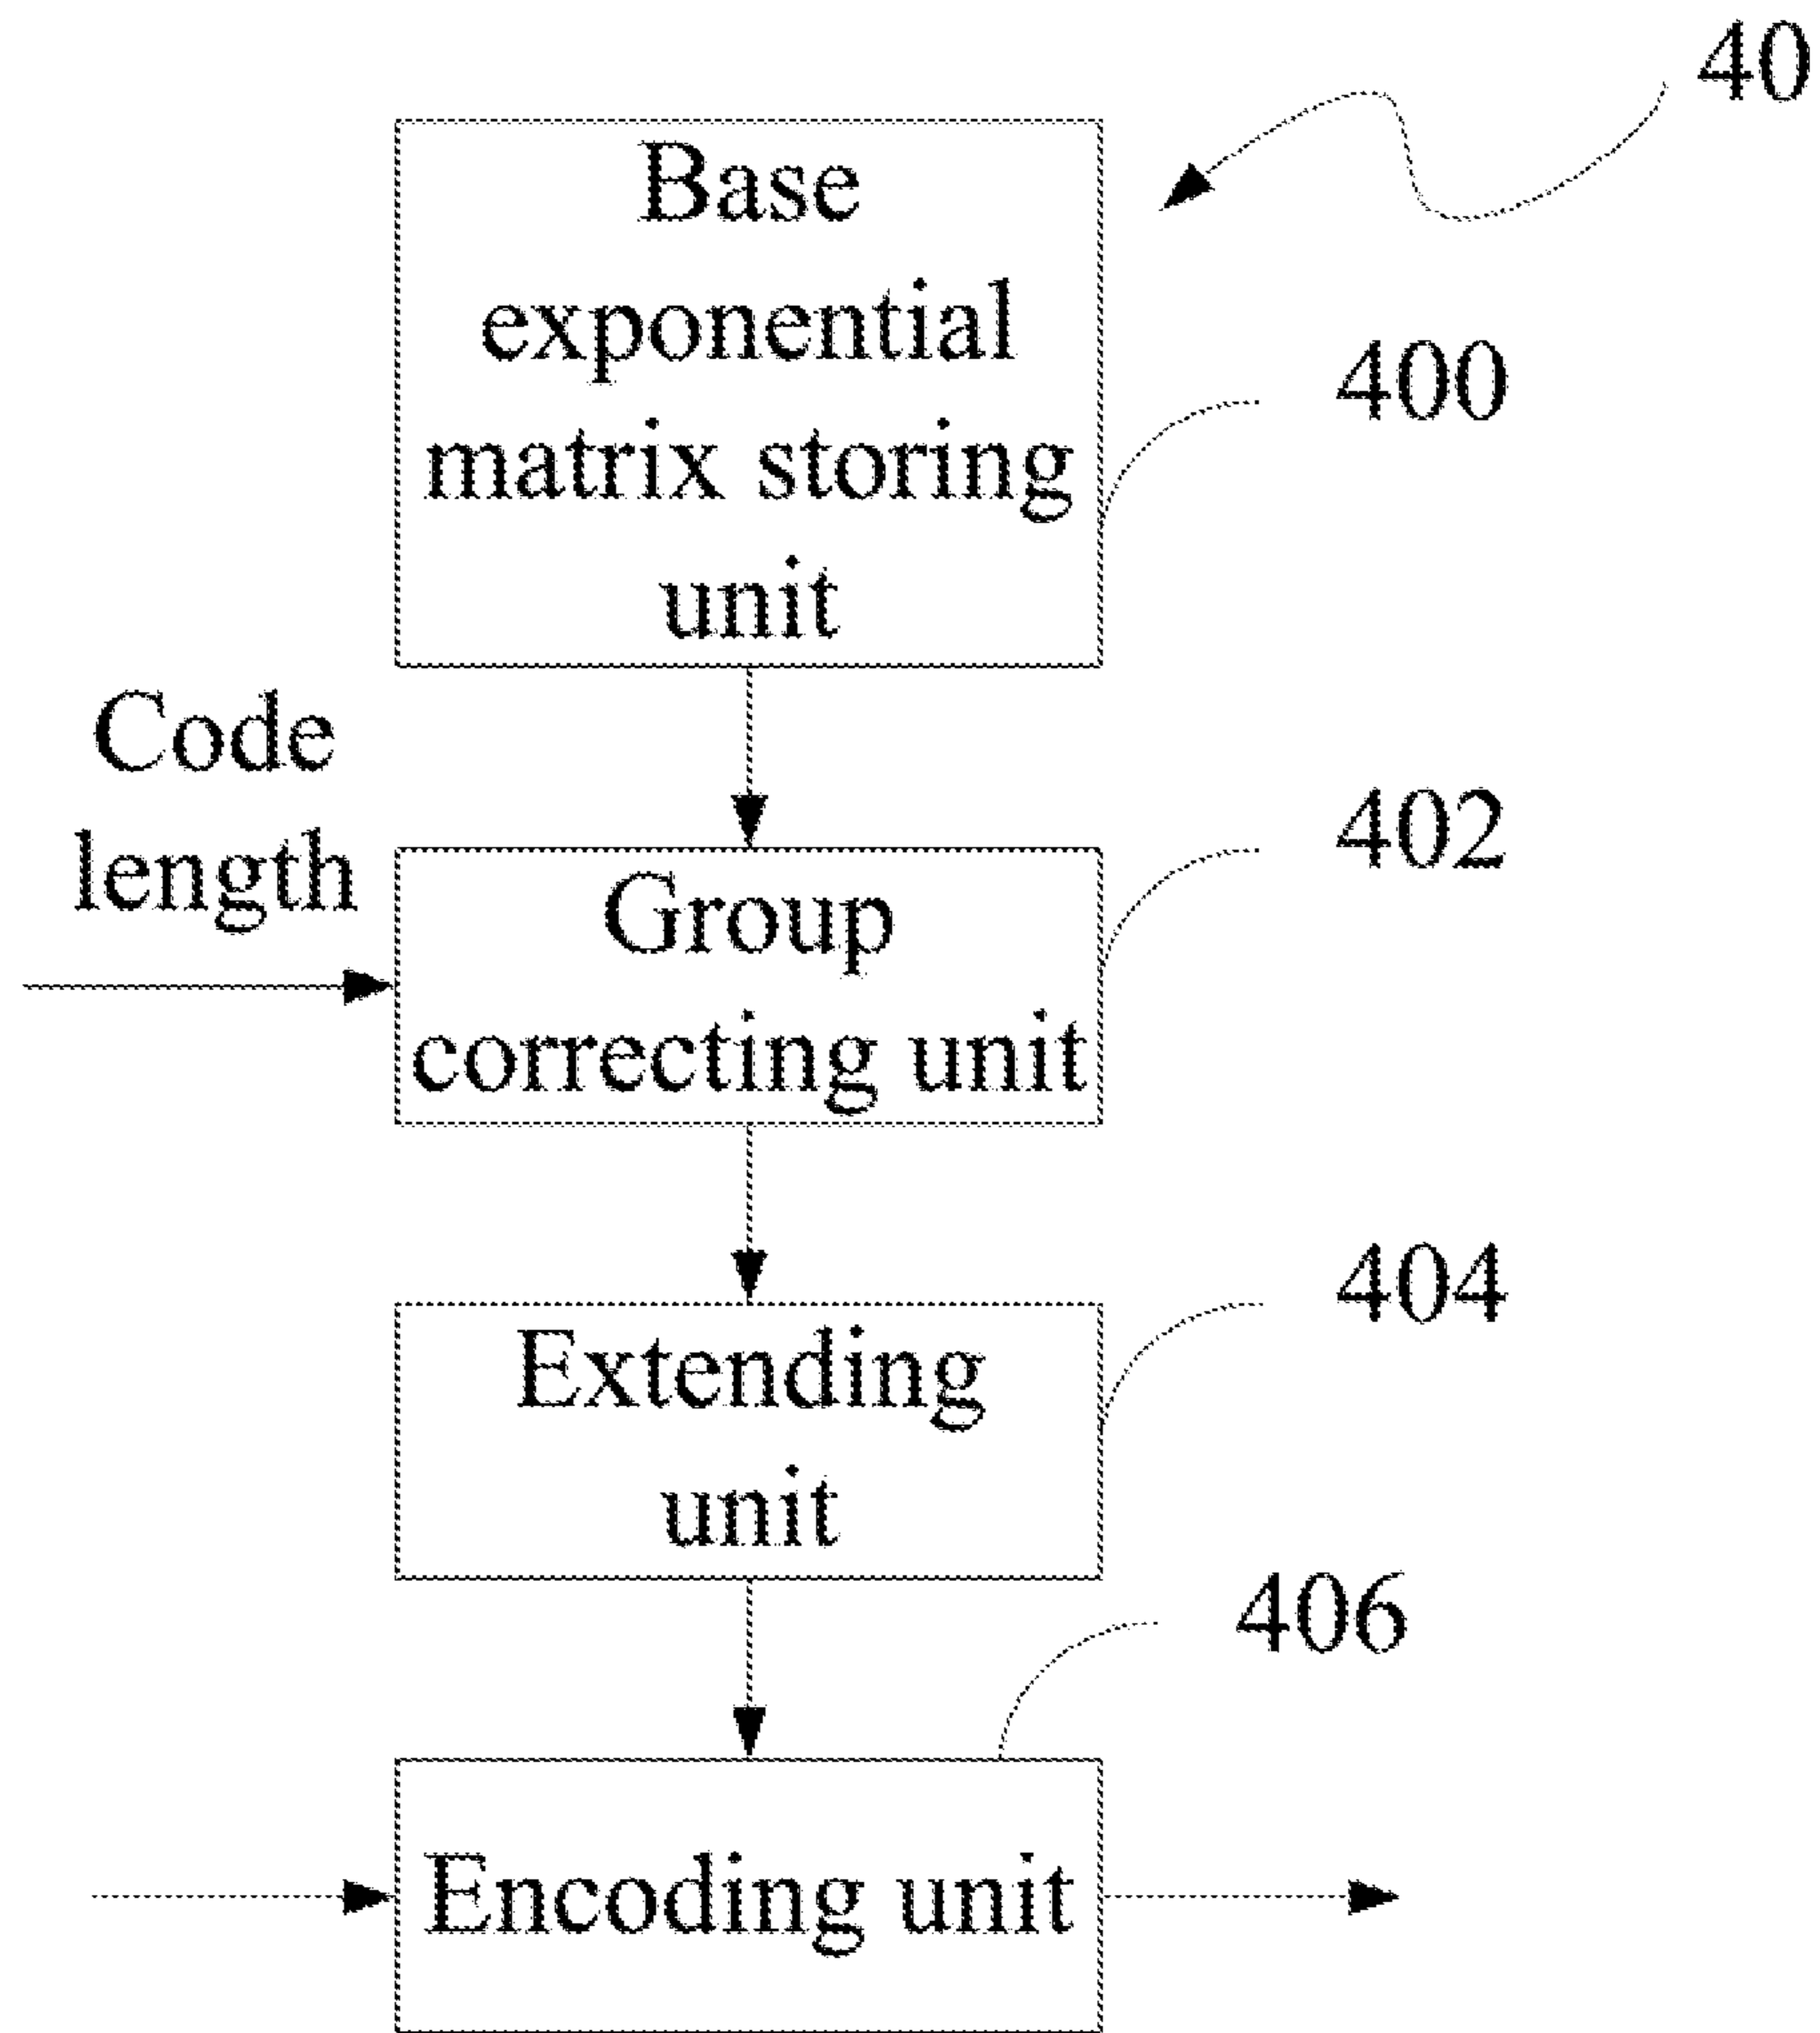 40
Base
exponential
matrix storing
unit
400
Code
length
402
Group
correcting unit
404
Extending
unit
406
Encoding unit